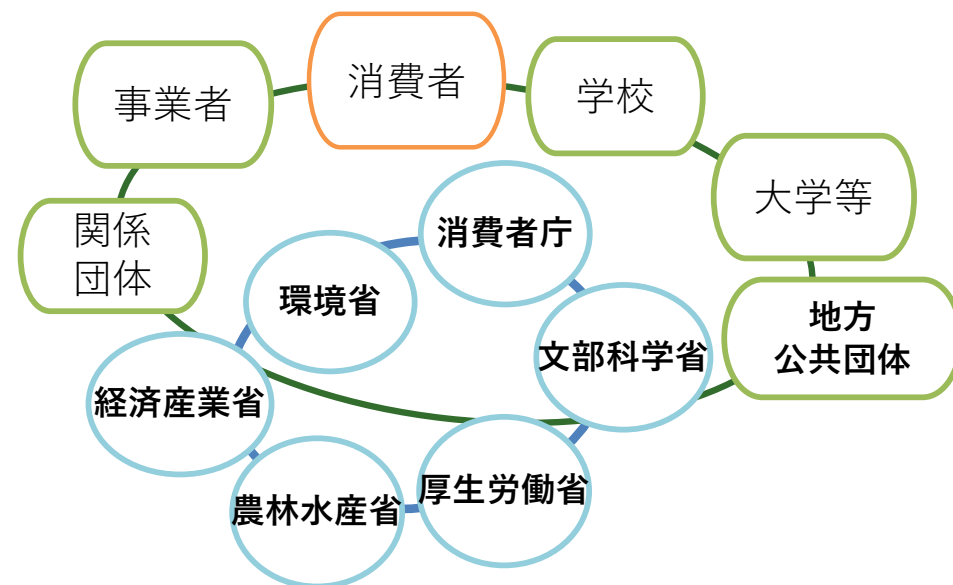 消費者
事業者
学校
大学等
関係
団体
消費者庁
環境省
地方
公共団体
文部科学省
経済産業省
厚生労働省
農林水産省